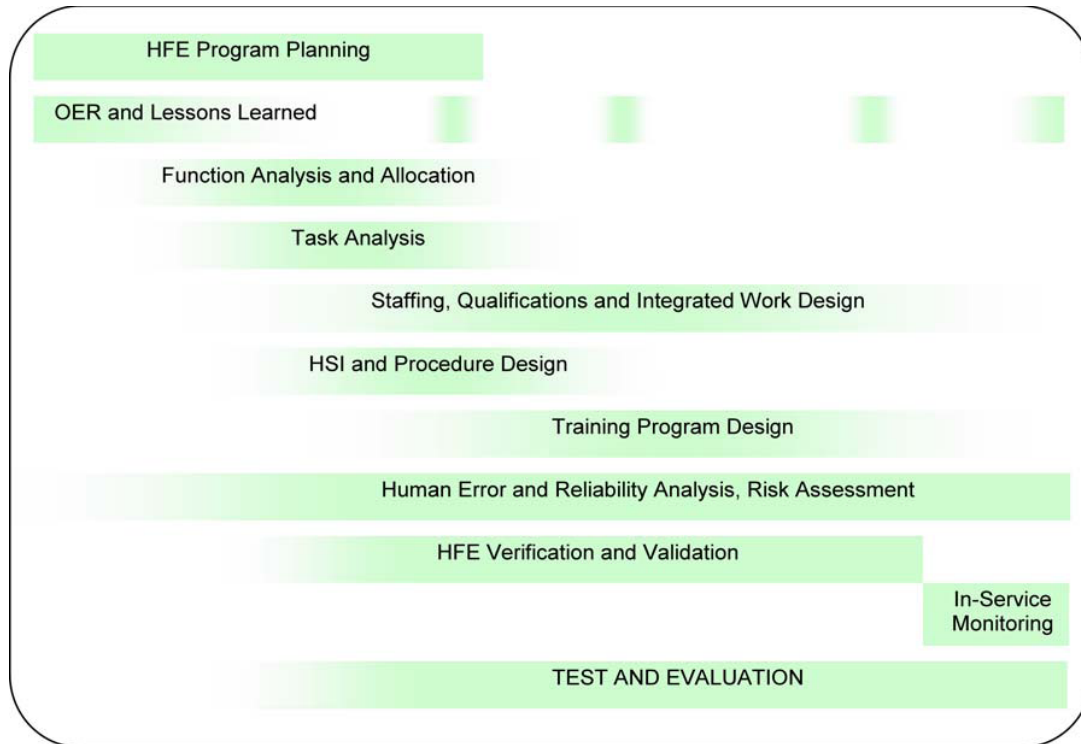 HFE Program Planning
OER and Lessons Learned
Function Analysis and Allocation
Task Analysis
Staffing, Qualifications and Integrated Work Design
HSI and Procedure Design
Training Program Design
Human Error and Reliability Analysis, Risk Assessment
HFE Verification and Validation
In-Service
Monitoring
TEST AND EVALUATION